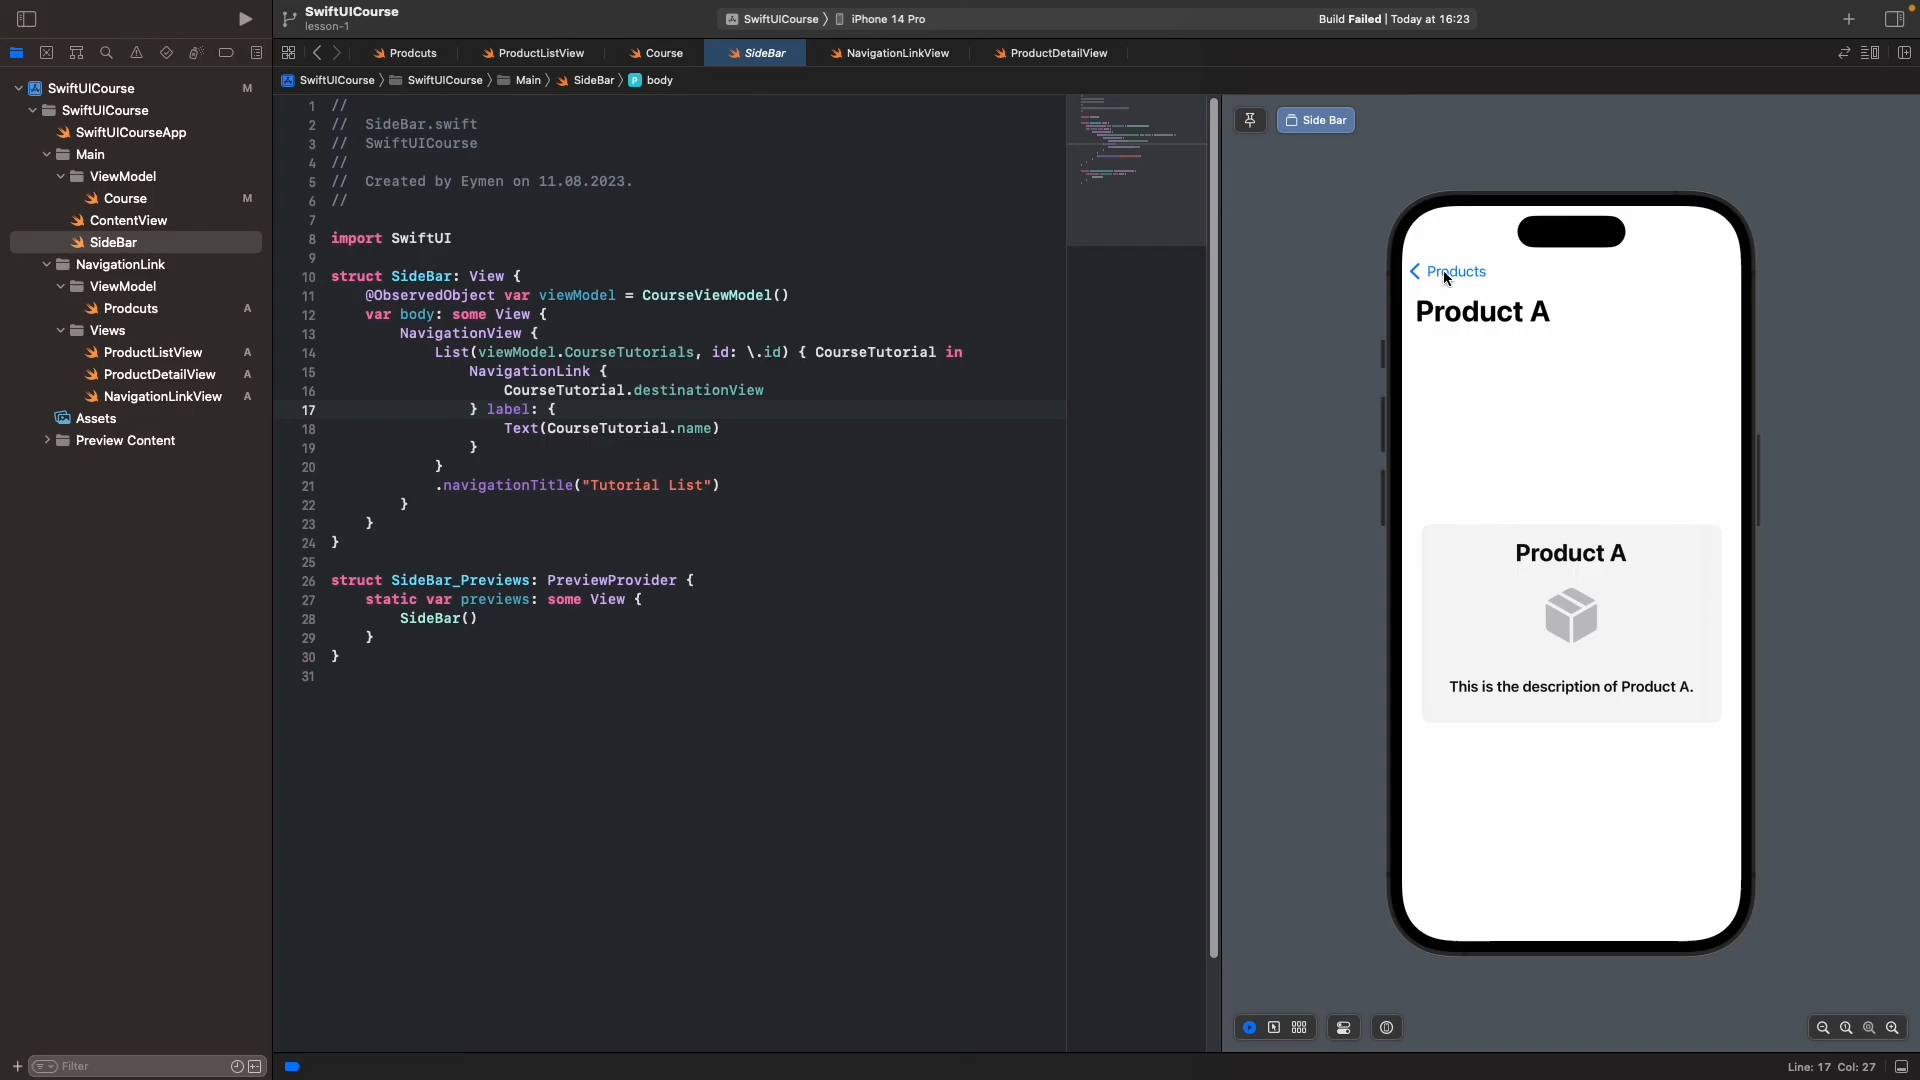 SwiftUICourse
lesson-1
SwiftUICourse 〉 iPhone 14 Pro
Build Failed | Today at 16:23
Prodcuts
ProductListView
Course
SideBar
NavigationLinkView
ProductDetailView
SwiftUICourse 〉 SwiftUICourse 〉 Main 〉 SideBar 〉 P body
SwiftUICourse M
SwiftUICourse
SwiftUICourseApp
Main
ViewModel
Course M
ContentView
SideBar
NavigationLink
ViewModel
Prodcuts A
Views
ProductListView A
ProductDetailView A
NavigationLinkView A
Assets
Preview Content
Filter
1 //
2 // SideBar.swift
3 // SwiftUICourse
4 //
5 // Created by Eymen on 11.08.2023.
6 //
7
8 import SwiftUI
9
10 struct SideBar: View {
11 @ObservedObject var viewModel = CourseViewModel()
12 var body: some View {
13 NavigationView {
14 List(viewModel.CourseTutorials, id: \.id) { CourseTutorial in
15 NavigationLink {
16 CourseTutorial.destinationView
17 } label: {
18 Text(CourseTutorial.name)
19 }
20 }
21 .navigationTitle("Tutorial List")
22 }
23 }
24 }
25
26 struct SideBar_Previews: PreviewProvider {
27 static var previews: some View {
28 SideBar()
29 }
30 }
31
Side Bar
Products
Product A
Product A
This is the description of Product A.
Line: 17 Col: 27